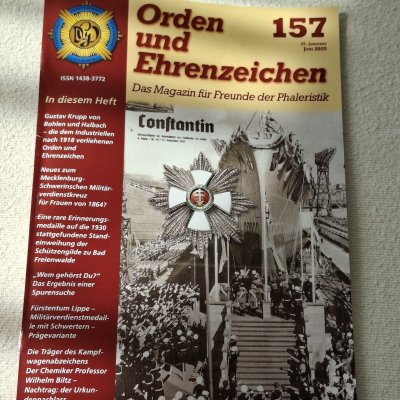 Orden
und
Ehrenzeichen
Das Magazin für Freunde der Phaleristik
157
27. Jahrgang
Juni 2025
ISSN 1438-3772
In diesem Heft
Gustav Krupp von
Bohlen und Halbach
– die dem Industriellen
nach 1918 verliehenen
Orden und
Ehrenzeichen
Neues zum
Mecklenburg-
Schwerinschen Militär-
verdienstkreuz
für Frauen von 1864?
Eine rare Erinnerungs-
medaille auf die 1930
stattgefundene Stand-
einweihung der
Schützengilde zu Bad
Freienwalde
„Wem gehörst Du?“
Das Ergebnis einer
Spurensuche
Fürstentum Lippe –
Militärverdienstmedail-
le mit Schwertern –
Prägevariante
Die Träger des Kampf-
wagenabzeichens
Der Chemiker Professor
Wilhelm Biltz –
Nachtrag: der Urkun-
dennachlass
Constantin